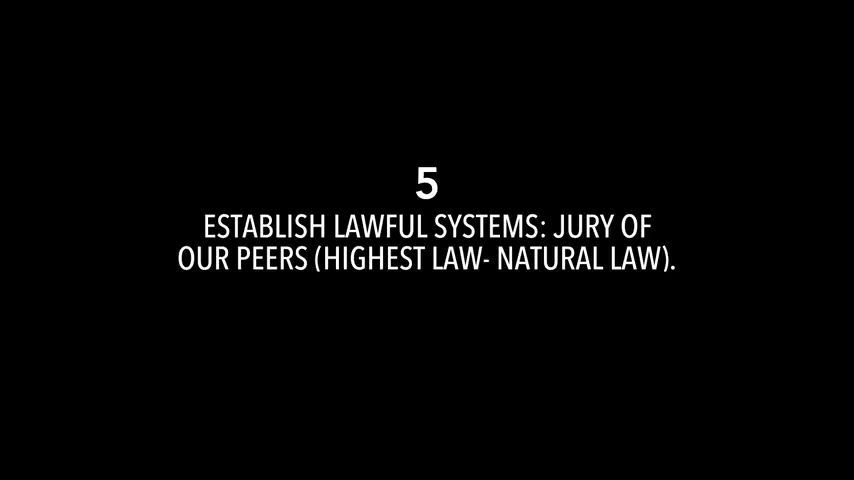 5
ESTABLISH LAWFUL SYSTEMS: JURY OF
OUR PEERS (HIGHEST LAW- NATURAL LAW).